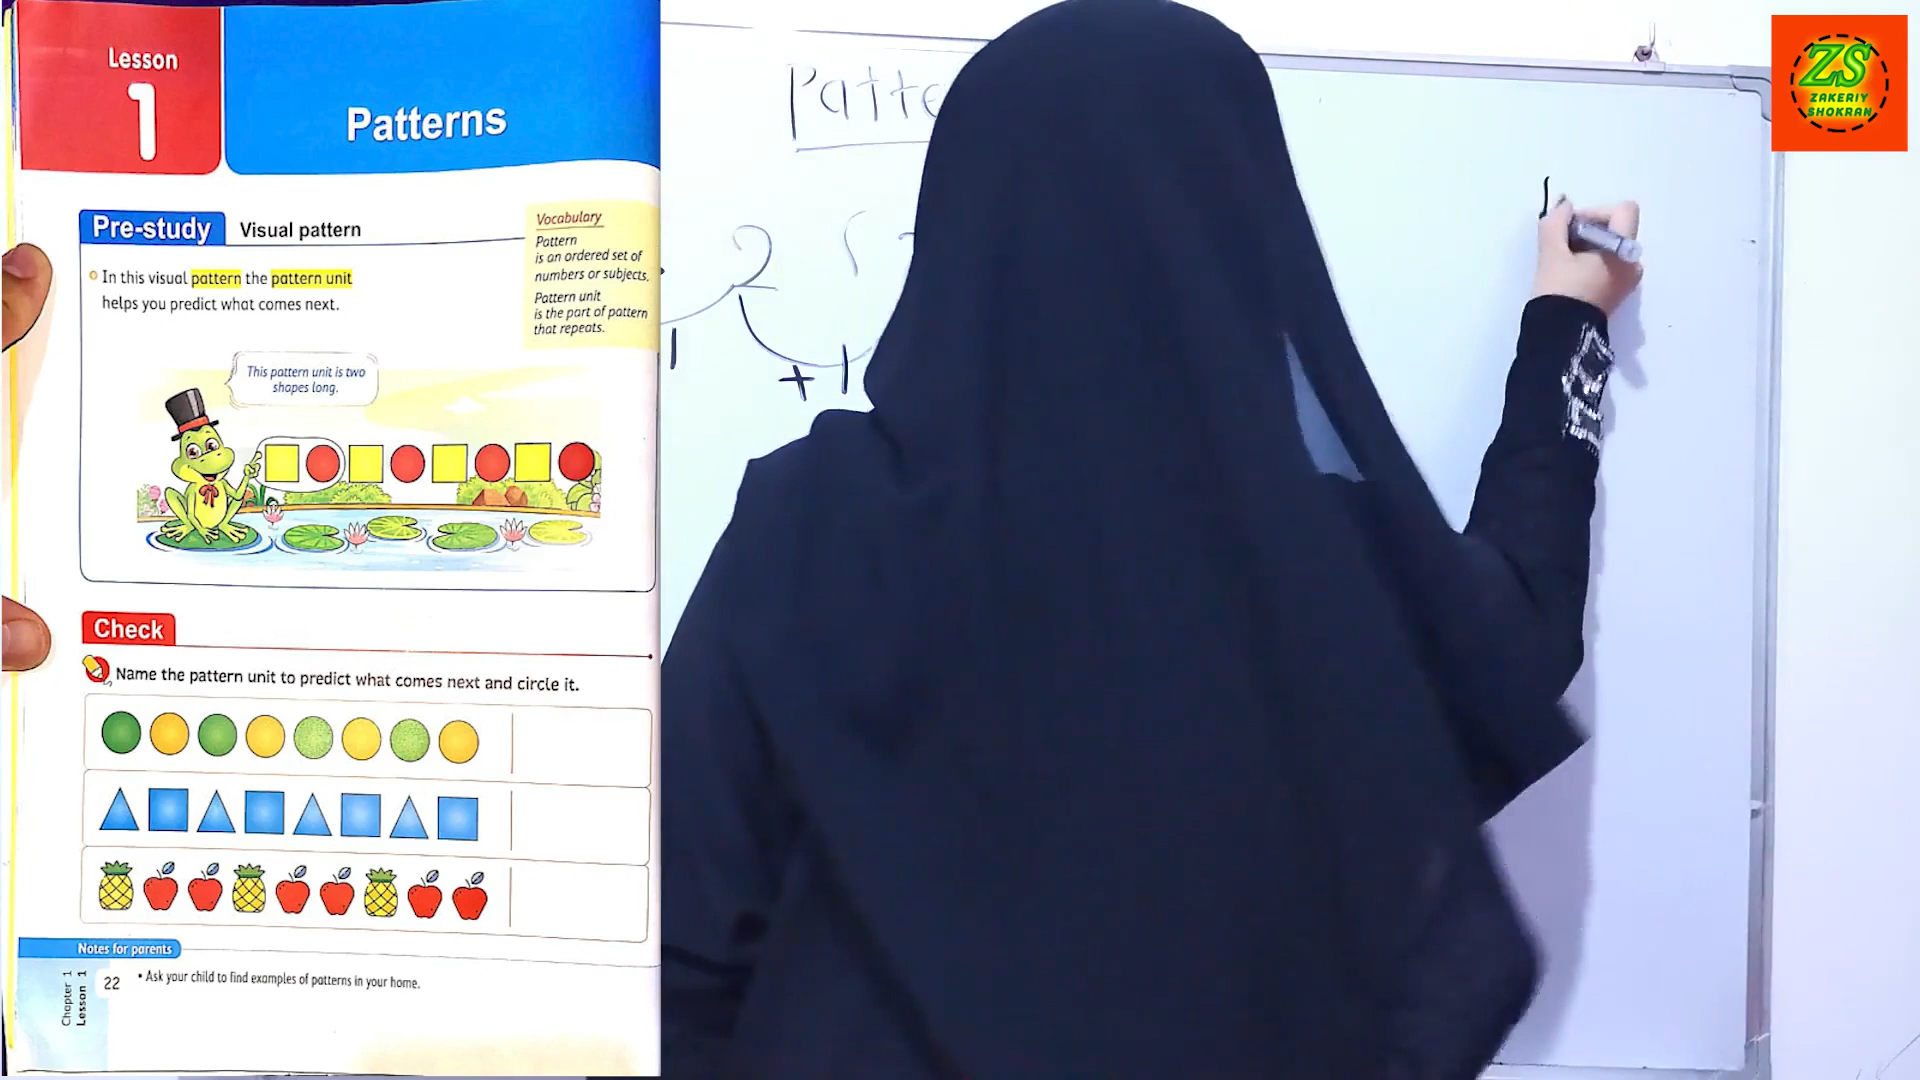 Lesson
1
Patterns
Pre-study
Visual pattern
In this visual pattern the pattern unit
helps you predict what comes next.
Vocabulary
Pattern
is an ordered set of
numbers or subjects.
Pattern unit
is the part of pattern
that repeats.
This pattern unit is two
shapes long.
Check
Name the pattern unit to predict what comes next and circle it.
Notes for parents
Chapter 1
Lesson 1
22
• Ask your child to find examples of patterns in your home.
Patte
2
1
+1
ZS
ZAKERIY
SHOKRAN